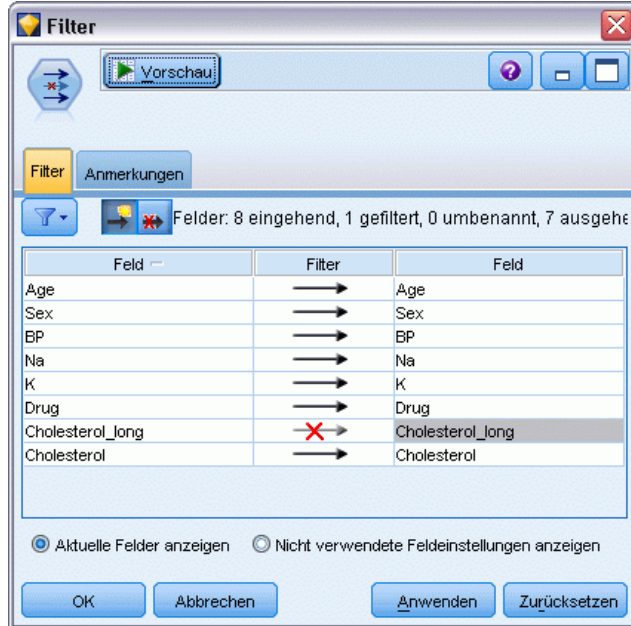 Filter
Vorschau
Filter Anmerkungen
Felder: 8 eingehend, 1 gefiltert, 0 umbenannt, 7 ausgehe
Feld Filter Feld
Age Age
Sex Sex
BP BP
Na Na
K K
Drug Drug
Cholesterol_long Cholesterol_long
Cholesterol Cholesterol
Aktuelle Felder anzeigen Nicht verwendete Feldeinstellungen anzeigen
OK Abbrechen Anwenden Zurücksetzen